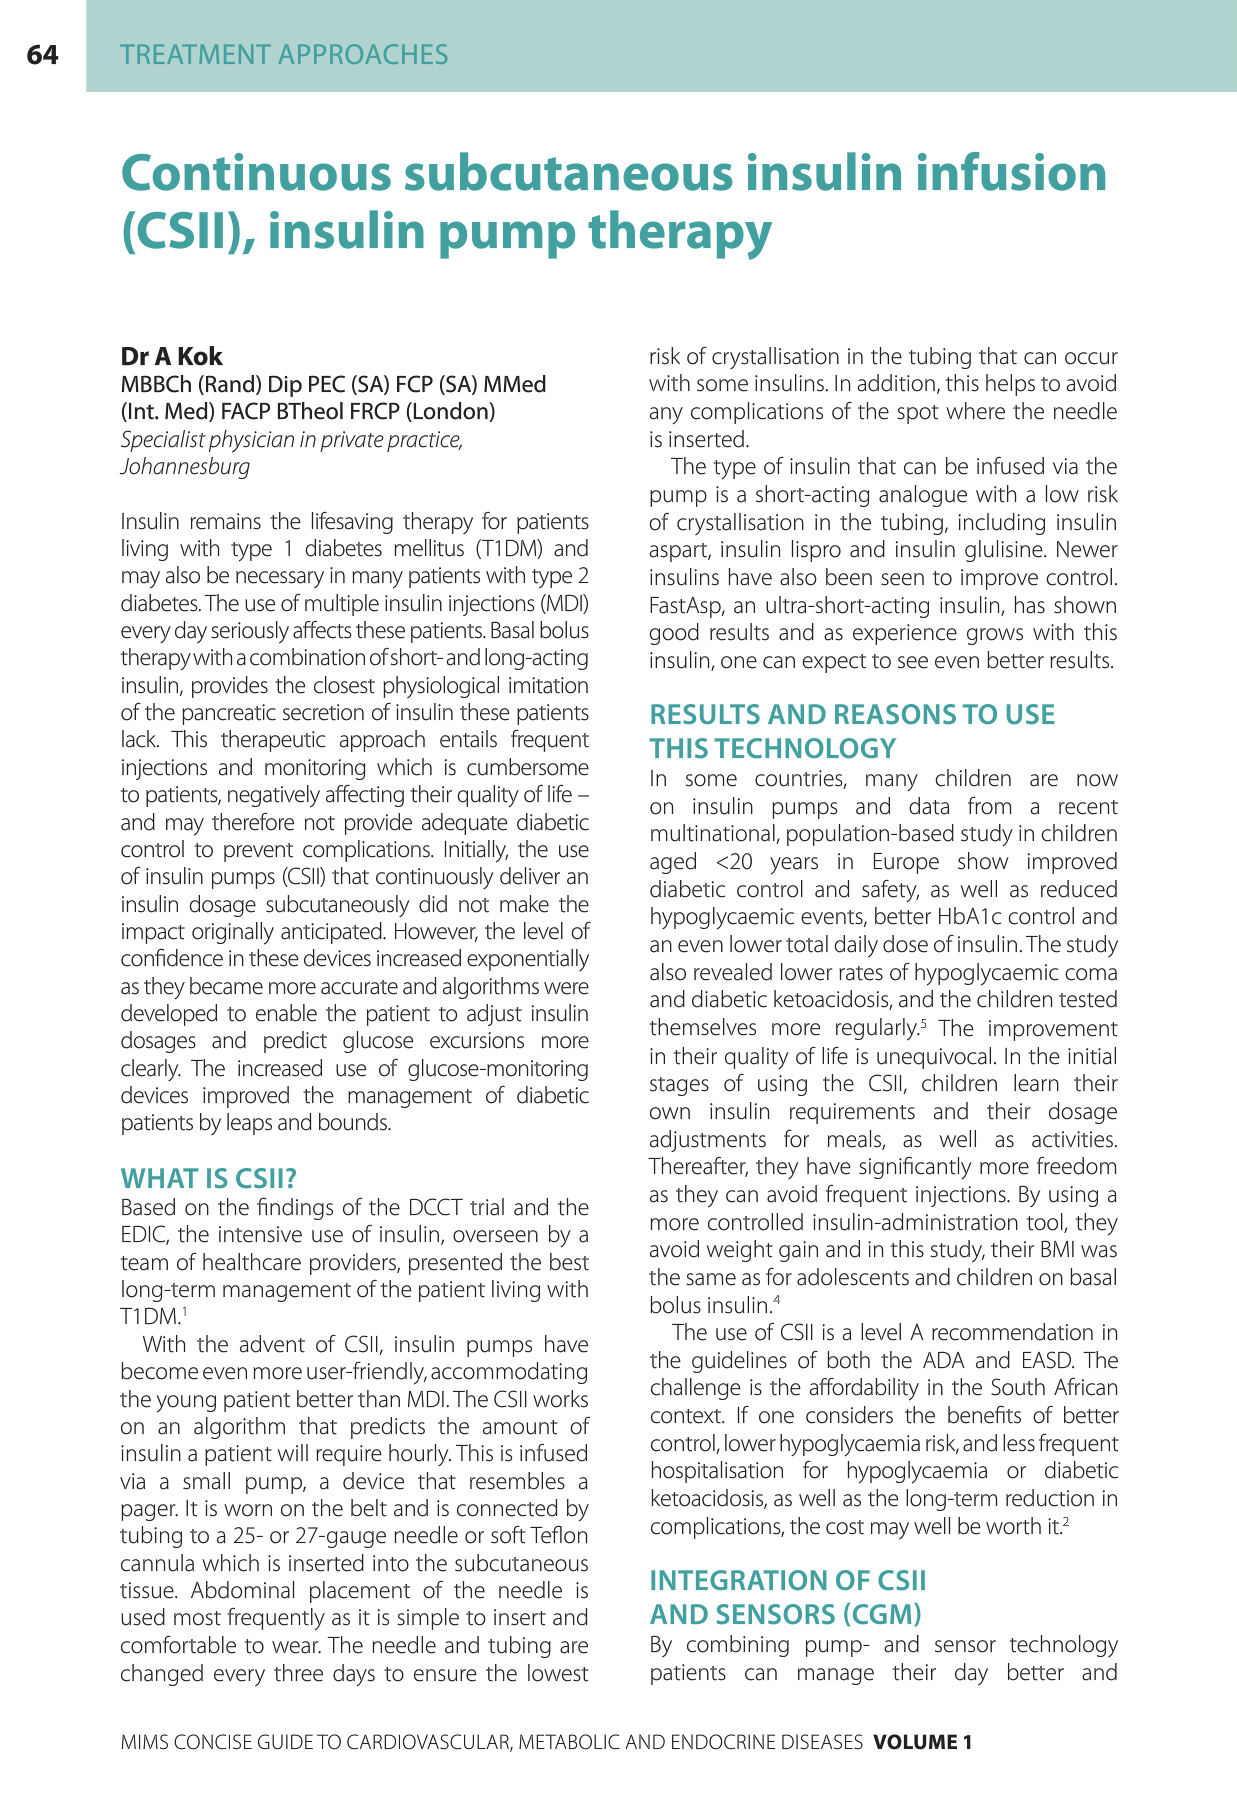 64
TREATMENT APPROACHES
Continuous subcutaneous insulin infusion
(CSII), insulin pump therapy
Dr A Kok
MBBCh (Rand) Dip PEC (SA) FCP (SA) MMed
(Int. Med) FACP BTheol FRCP (London)
Specialist physician in private practice,
Johannesburg
Insulin remains the lifesaving therapy for patients
living with type 1 diabetes mellitus (T1DM) and
may also be necessary in many patients with type 2
diabetes. The use of multiple insulin injections (MDI)
every day seriously affects these patients. Basal bolus
therapy with a combination of short- and long-acting
insulin, provides the closest physiological imitation
of the pancreatic secretion of insulin these patients
lack. This therapeutic approach entails frequent
injections and monitoring which is cumbersome
to patients, negatively affecting their quality of life –
and may therefore not provide adequate diabetic
control to prevent complications. Initially, the use
of insulin pumps (CSII) that continuously deliver an
insulin dosage subcutaneously did not make the
impact originally anticipated. However, the level of
confidence in these devices increased exponentially
as they became more accurate and algorithms were
developed to enable the patient to adjust insulin
dosages and predict glucose excursions more
clearly. The increased use of glucose-monitoring
devices improved the management of diabetic
patients by leaps and bounds.
WHAT IS CSII?
Based on the findings of the DCCT trial and the
EDIC, the intensive use of insulin, overseen by a
team of healthcare providers, presented the best
long-term management of the patient living with
T1DM.¹
With the advent of CSII, insulin pumps have
become even more user-friendly, accommodating
the young patient better than MDI. The CSII works
on an algorithm that predicts the amount of
insulin a patient will require hourly. This is infused
via a small pump, a device that resembles a
pager. It is worn on the belt and is connected by
tubing to a 25- or 27-gauge needle or soft Teflon
cannula which is inserted into the subcutaneous
tissue. Abdominal placement of the needle is
used most frequently as it is simple to insert and
comfortable to wear. The needle and tubing are
changed every three days to ensure the lowest
risk of crystallisation in the tubing that can occur
with some insulins. In addition, this helps to avoid
any complications of the spot where the needle
is inserted.
The type of insulin that can be infused via the
pump is a short-acting analogue with a low risk
of crystallisation in the tubing, including insulin
aspart, insulin lispro and insulin glulisine. Newer
insulins have also been seen to improve control.
FastAsp, an ultra-short-acting insulin, has shown
good results and as experience grows with this
insulin, one can expect to see even better results.
RESULTS AND REASONS TO USE
THIS TECHNOLOGY
In some countries, many children are now
on insulin pumps and data from a recent
multinational, population-based study in children
aged <20 years in Europe show improved
diabetic control and safety, as well as reduced
hypoglycaemic events, better HbA1c control and
an even lower total daily dose of insulin. The study
also revealed lower rates of hypoglycaemic coma
and diabetic ketoacidosis, and the children tested
themselves more regularly.⁵ The improvement
in their quality of life is unequivocal. In the initial
stages of using the CSII, children learn their
own insulin requirements and their dosage
adjustments for meals, as well as activities.
Thereafter, they have significantly more freedom
as they can avoid frequent injections. By using a
more controlled insulin-administration tool, they
avoid weight gain and in this study, their BMI was
the same as for adolescents and children on basal
bolus insulin.⁴
The use of CSII is a level A recommendation in
the guidelines of both the ADA and EASD. The
challenge is the affordability in the South African
context. If one considers the benefits of better
control, lower hypoglycaemia risk, and less frequent
hospitalisation for hypoglycaemia or diabetic
ketoacidosis, as well as the long-term reduction in
complications, the cost may well be worth it.²
INTEGRATION OF CSII
AND SENSORS (CGM)
By combining pump- and sensor technology
patients can manage their day better and
MIMS CONCISE GUIDE TO CARDIOVASCULAR, METABOLIC AND ENDOCRINE DISEASES VOLUME 1